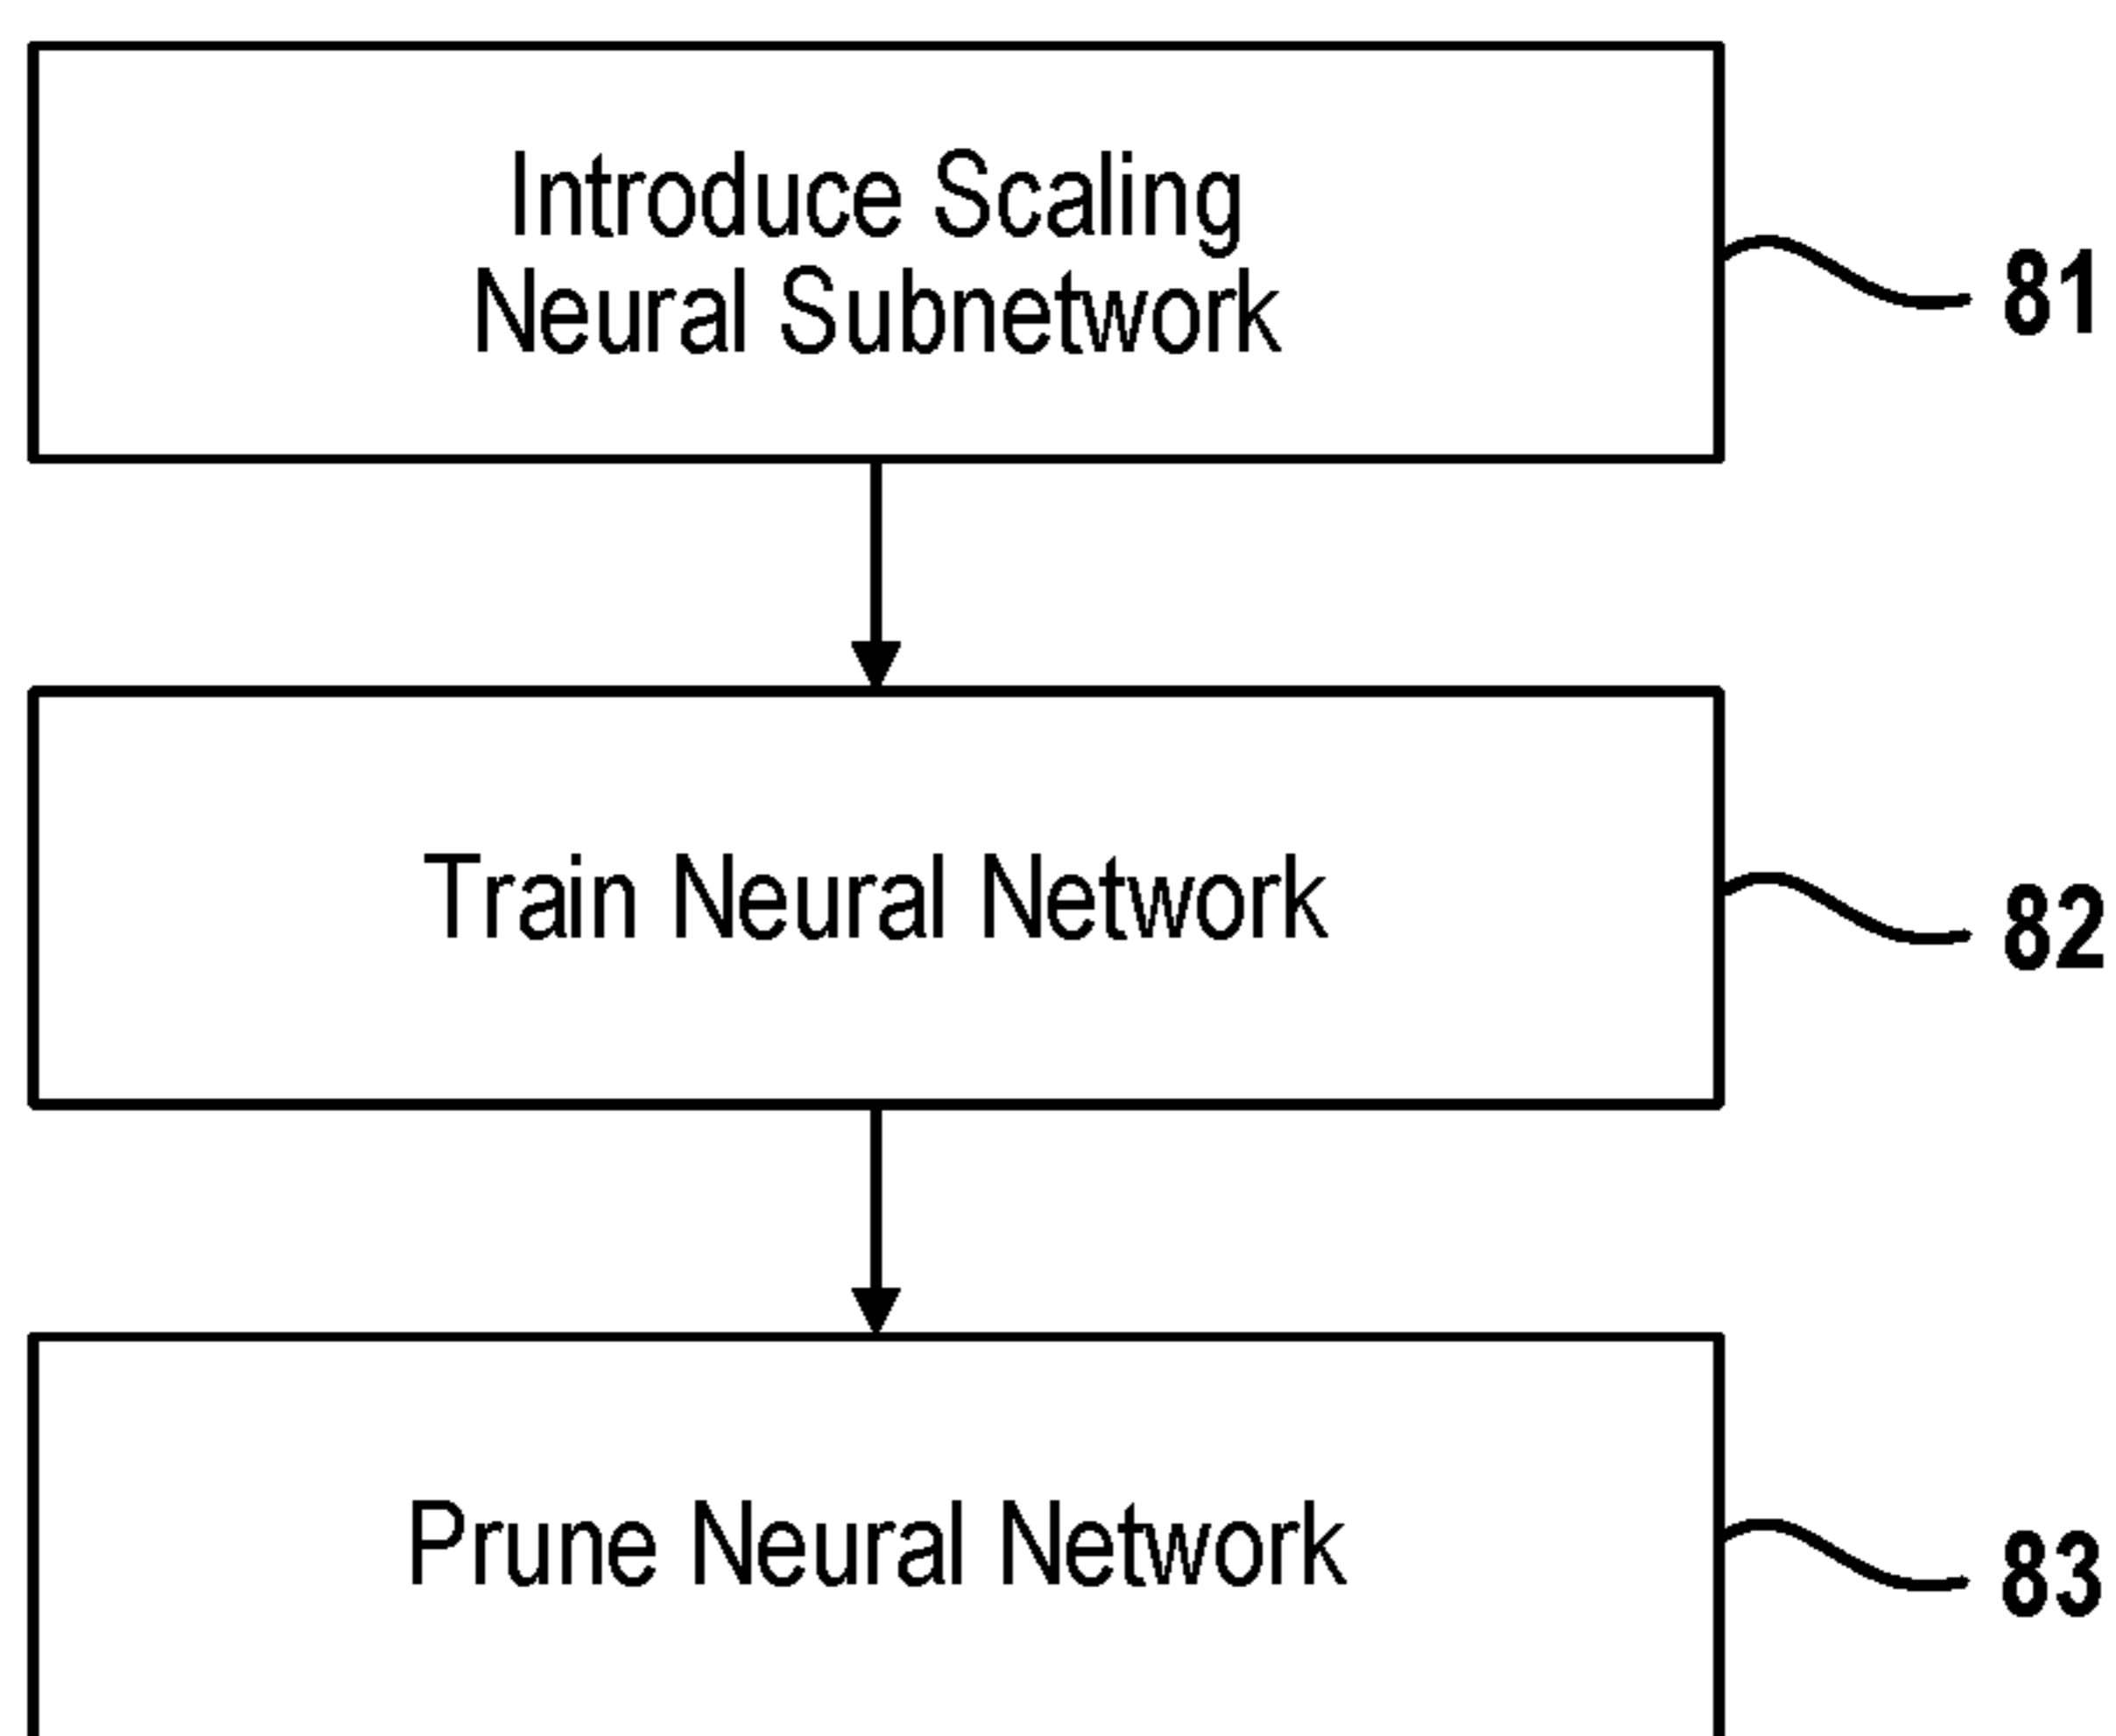 Introduce Scaling
Neural Subnetwork
81
Train Neural Network
82
Prune Neural Network
83